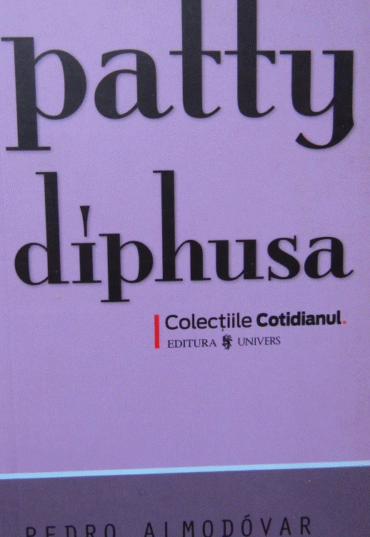 patty
diphusa
Colecțiile Cotidianul.
EDITURA UNIVERS
PEDRO ALMODÓVAR